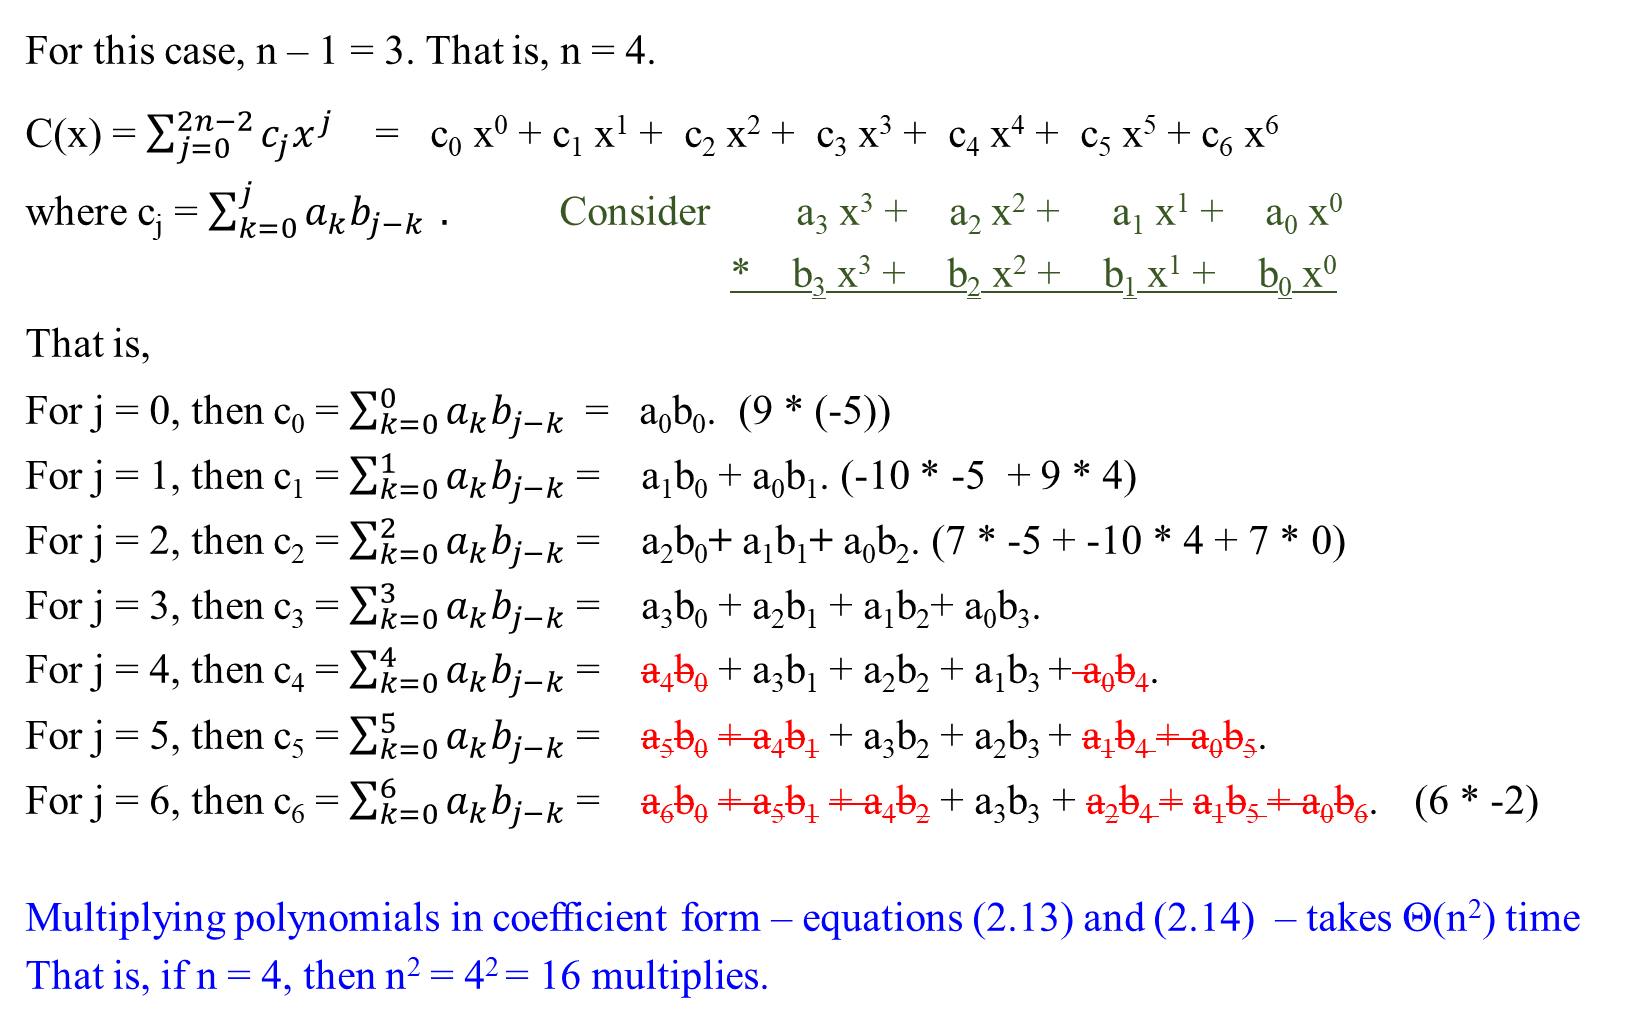 For this case, n – 1 = 3. That is, n = 4.
C(x) = ∑_{j=0}^{2n−2} c_j x^j = c₀ x⁰ + c₁ x¹ + c₂ x² + c₃ x³ + c₄ x⁴ + c₅ x⁵ + c₆ x⁶
where c_j = ∑_{k=0}^{j} a_k b_{j−k} . Consider a₃ x³ + a₂ x² + a₁ x¹ + a₀ x⁰
* b₃ x³ + b₂ x² + b₁ x¹ + b₀ x⁰
That is,
For j = 0, then c₀ = ∑_{k=0}^{0} a_k b_{j−k} = a₀b₀. (9 * (-5))
For j = 1, then c₁ = ∑_{k=0}^{1} a_k b_{j−k} = a₁b₀ + a₀b₁. (-10 * -5 + 9 * 4)
For j = 2, then c₂ = ∑_{k=0}^{2} a_k b_{j−k} = a₂b₀+ a₁b₁+ a₀b₂. (7 * -5 + -10 * 4 + 7 * 0)
For j = 3, then c₃ = ∑_{k=0}^{3} a_k b_{j−k} = a₃b₀ + a₂b₁ + a₁b₂+ a₀b₃.
For j = 4, then c₄ = ∑_{k=0}^{4} a_k b_{j−k} = a₄b₀ + a₃b₁ + a₂b₂ + a₁b₃ + a₀b₄.
For j = 5, then c₅ = ∑_{k=0}^{5} a_k b_{j−k} = a₅b₀ + a₄b₁ + a₃b₂ + a₂b₃ + a₁b₄ + a₀b₅.
For j = 6, then c₆ = ∑_{k=0}^{6} a_k b_{j−k} = a₆b₀ + a₅b₁ + a₄b₂ + a₃b₃ + a₂b₄ + a₁b₅ + a₀b₆. (6 * -2)
Multiplying polynomials in coefficient form – equations (2.13) and (2.14) – takes Θ(n²) time
That is, if n = 4, then n² = 4² = 16 multiplies.